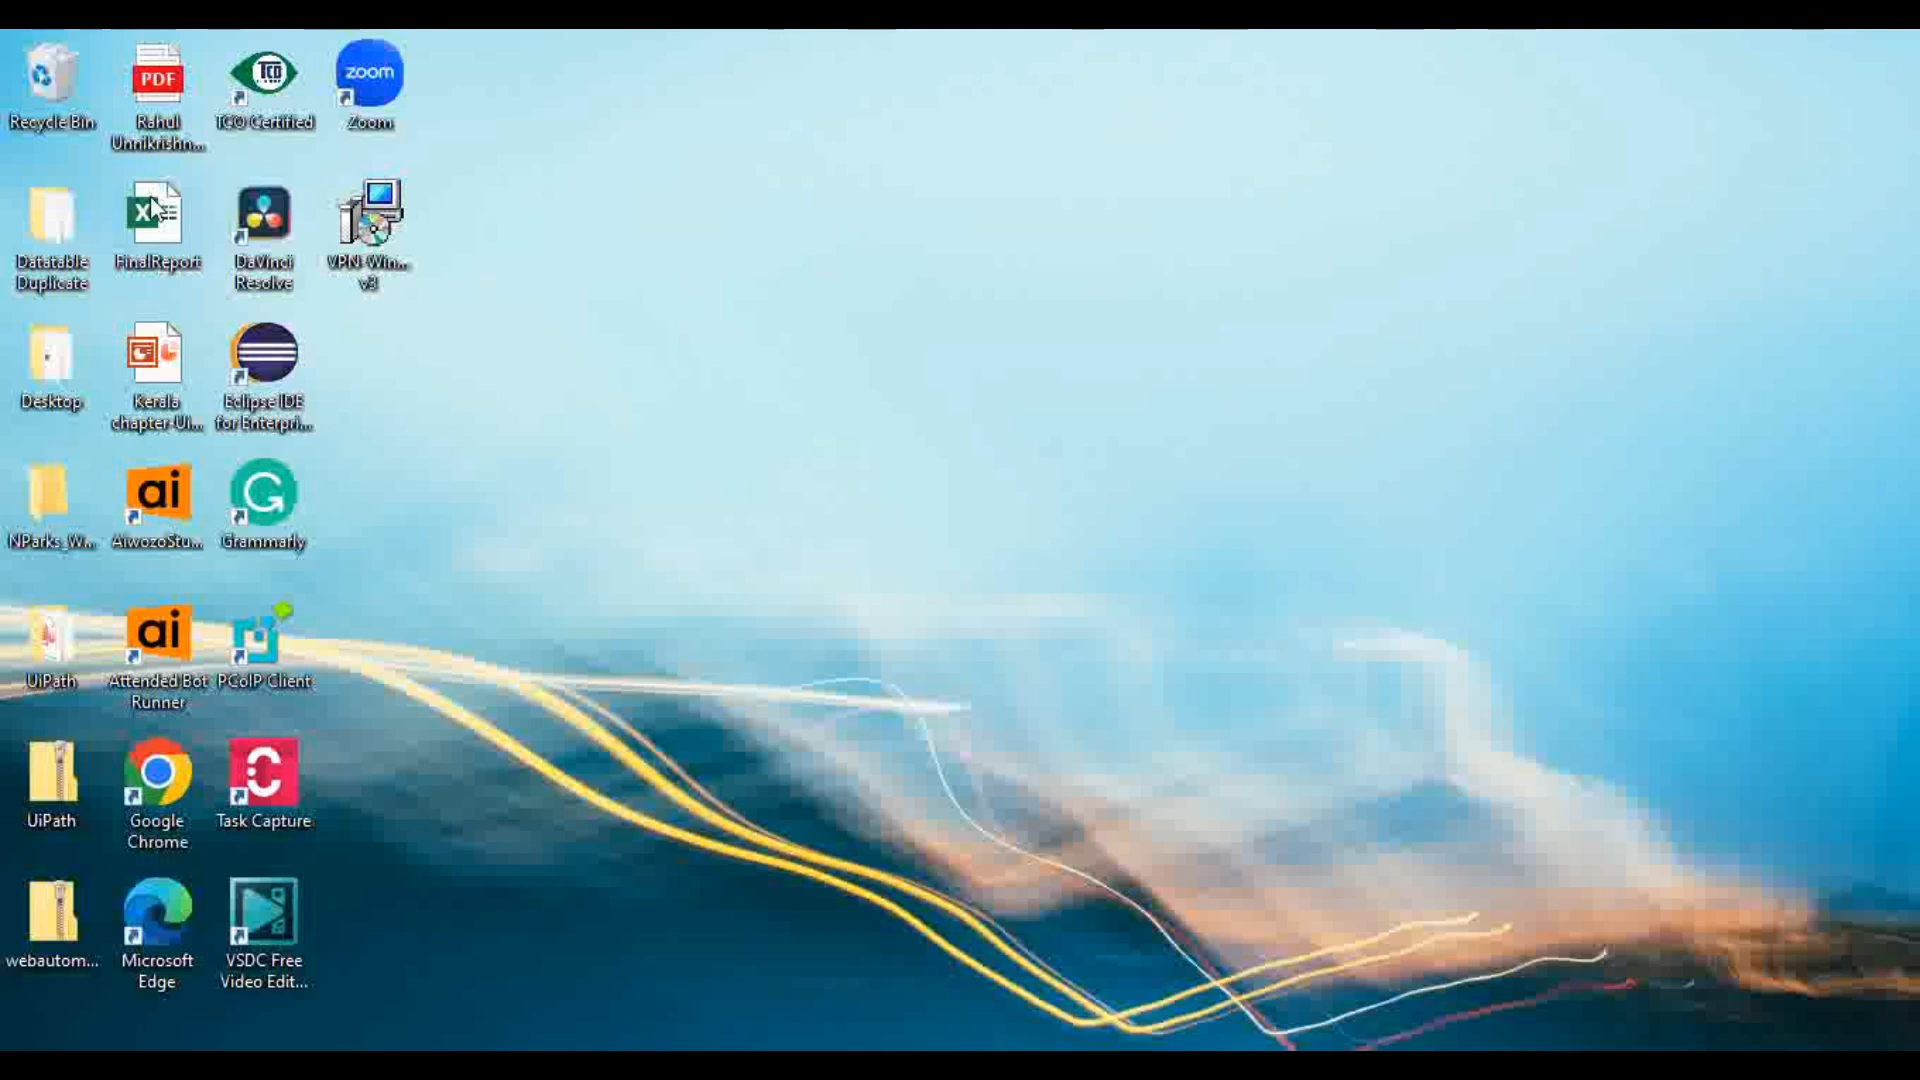 Recycle Bin
PDF
Rahul
Unnikrishn...
TCO
TCO Certified
zoom
Zoom
Datatable
Duplicate
X
FinalReport
DaVinci
Resolve
VPN-Win...
v3
Desktop
Kerala
chapter-Ui...
Eclipse IDE
for Enterpri...
NParks_Wi...
ai
AiwozoStu...
G
Grammarly
UiPath
ai
Attended Bot
Runner
PCoIP Client
UiPath
Google
Chrome
C
Task Capture
webautom...
Microsoft
Edge
VSDC Free
Video Edit...